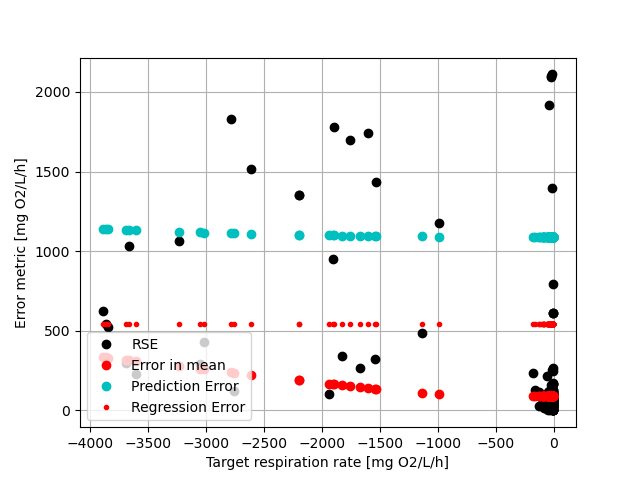 2000
1500
1000
500
0
Error metric [mg O2/L/h]
RSE
Error in mean
Prediction Error
Regression Error
−4000 −3500 −3000 −2500 −2000 −1500 −1000 −500 0
Target respiration rate [mg O2/L/h]